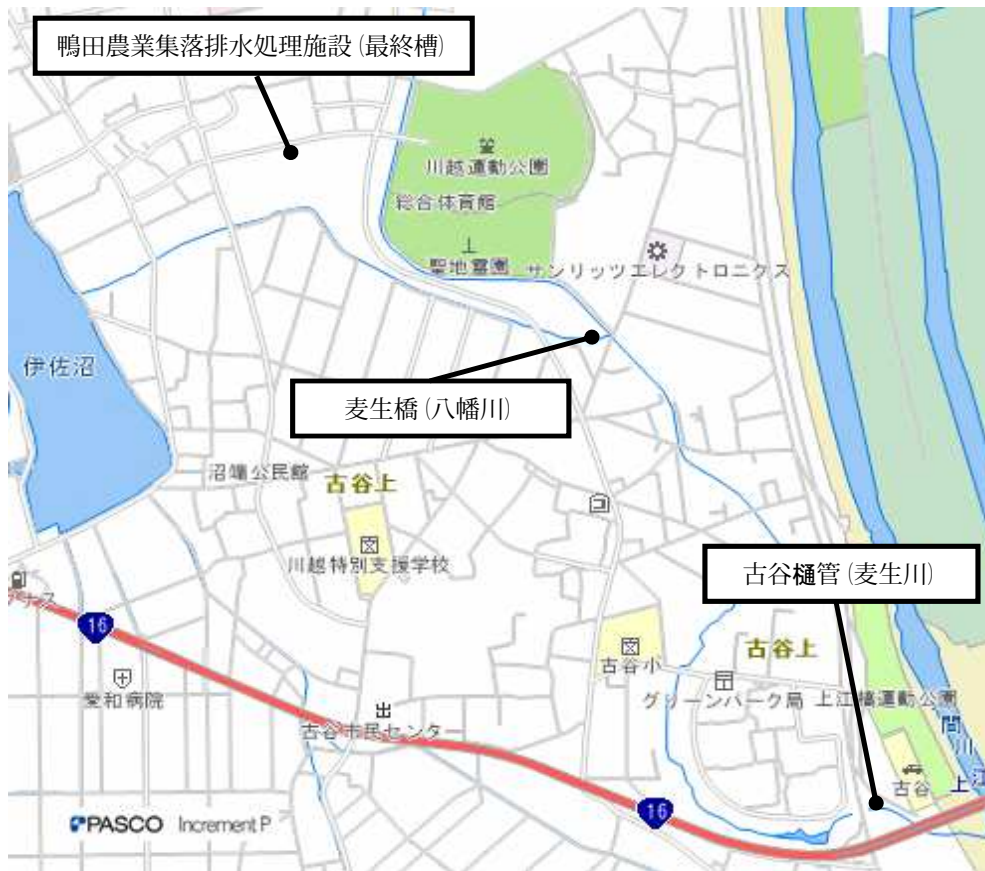 鴨田農業集落排水処理施設(最終槽)
川越運動公園
総合体育館
聖地霊園
サンリッツエレクトロニクス
伊佐沼
麦生橋(八幡川)
沼端公民館
古谷上
川越特別支援学校
古谷樋管(麦生川)
16
愛和病院
古谷市民センター
古谷小
古谷上
グリーンパーク局
上江橋運動公園
間
川
古谷
上江
16
PASCO Increment P